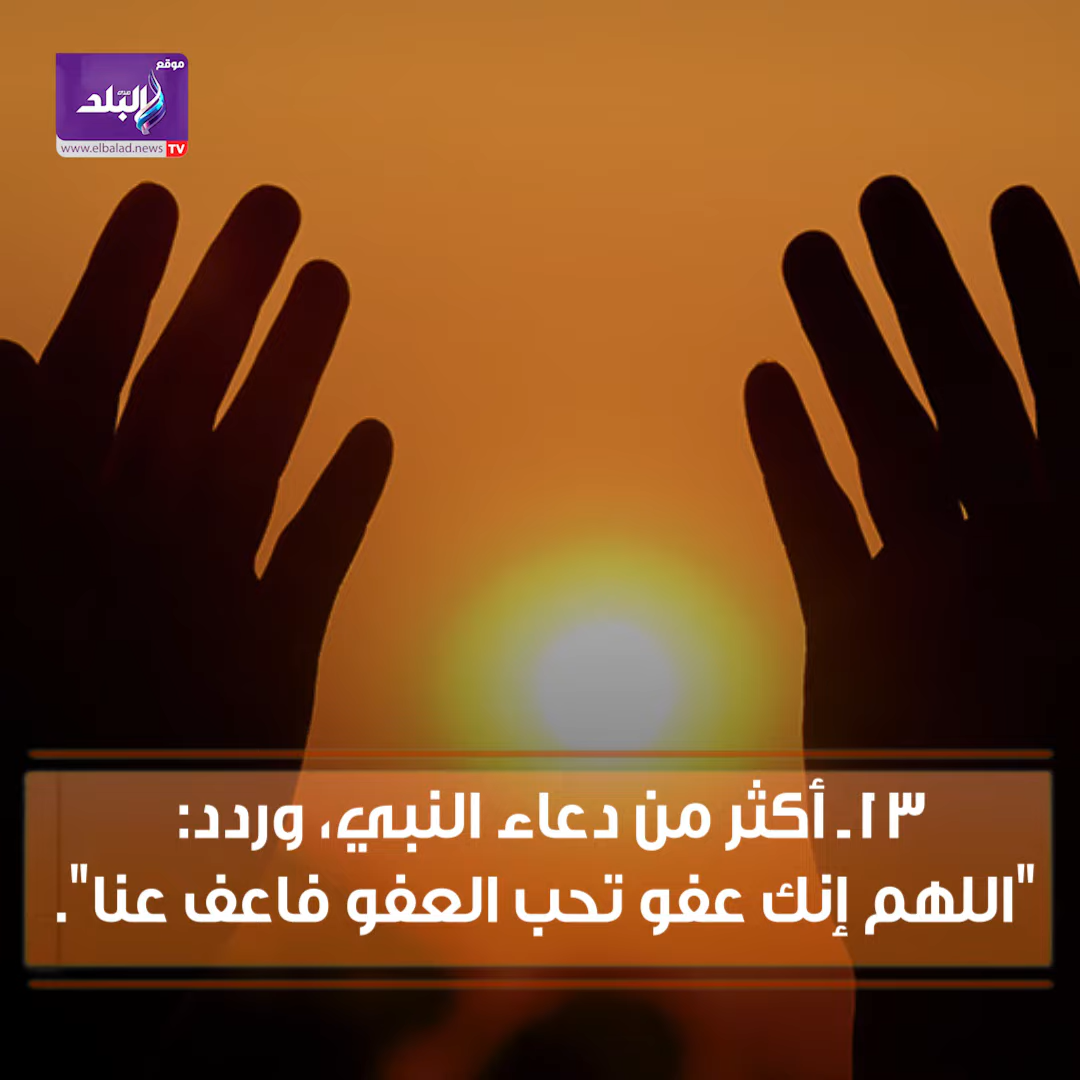 موقع
صدى البلد
www.elbalad.news TV
١٣ـ أكثر من دعاء النبي، وردد:
"اللهم إنك عفو تحب العفو فاعف عنا".